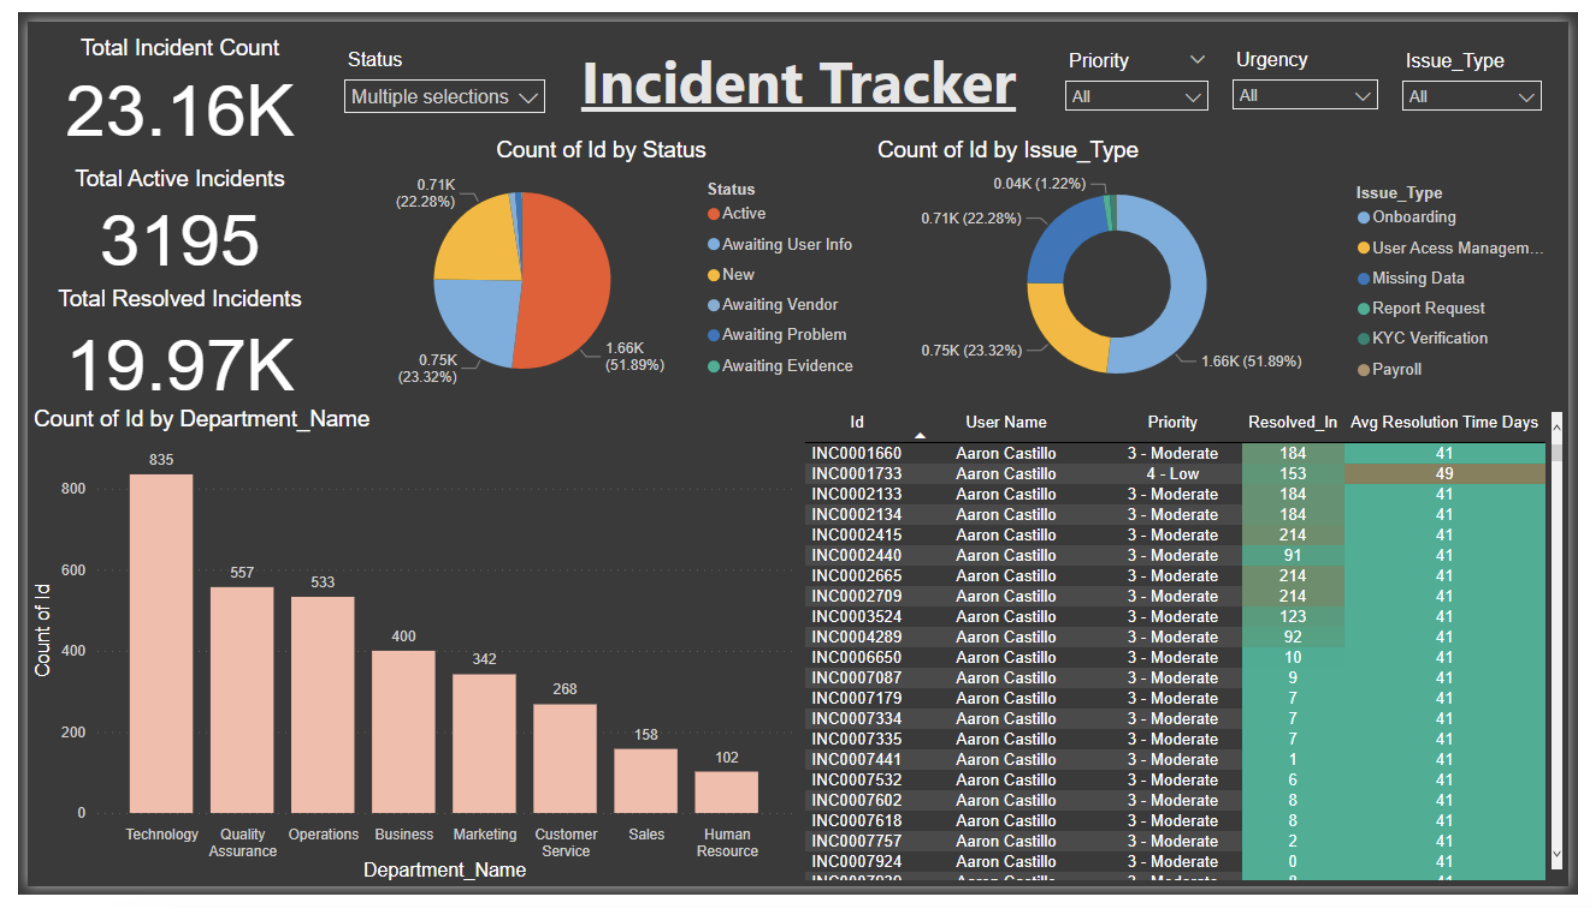 Total Incident Count
23.16K
Total Active Incidents
3195
Total Resolved Incidents
19.97K
Status
Multiple selections
Incident Tracker
Priority
All
Urgency
All
Issue_Type
All
Count of Id by Status
0.71K
(22.28%)
0.75K
(23.32%)
1.66K
(51.89%)
Status
Active
Awaiting User Info
New
Awaiting Vendor
Awaiting Problem
Awaiting Evidence
Count of Id by Issue_Type
0.04K (1.22%)
0.71K (22.28%)
0.75K (23.32%)
1.66K (51.89%)
Issue_Type
Onboarding
User Acess Managem...
Missing Data
Report Request
KYC Verification
Payroll
Count of Id by Department_Name
Count of Id
800
600
400
200
0
835
557
533
400
342
268
158
102
Technology
Quality
Assurance
Operations
Business
Marketing
Customer
Service
Sales
Human
Resource
Department_Name
Id User Name Priority Resolved_In Avg Resolution Time Days
INC0001660 Aaron Castillo 3 - Moderate 184 41
INC0001733 Aaron Castillo 4 - Low 153 49
INC0002133 Aaron Castillo 3 - Moderate 184 41
INC0002134 Aaron Castillo 3 - Moderate 184 41
INC0002415 Aaron Castillo 3 - Moderate 214 41
INC0002440 Aaron Castillo 3 - Moderate 91 41
INC0002665 Aaron Castillo 3 - Moderate 214 41
INC0002709 Aaron Castillo 3 - Moderate 214 41
INC0003524 Aaron Castillo 3 - Moderate 123 41
INC0004289 Aaron Castillo 3 - Moderate 92 41
INC0006650 Aaron Castillo 3 - Moderate 10 41
INC0007087 Aaron Castillo 3 - Moderate 9 41
INC0007179 Aaron Castillo 3 - Moderate 7 41
INC0007334 Aaron Castillo 3 - Moderate 7 41
INC0007335 Aaron Castillo 3 - Moderate 7 41
INC0007441 Aaron Castillo 3 - Moderate 1 41
INC0007532 Aaron Castillo 3 - Moderate 6 41
INC0007602 Aaron Castillo 3 - Moderate 8 41
INC0007618 Aaron Castillo 3 - Moderate 8 41
INC0007757 Aaron Castillo 3 - Moderate 2 41
INC0007924 Aaron Castillo 3 - Moderate 0 41